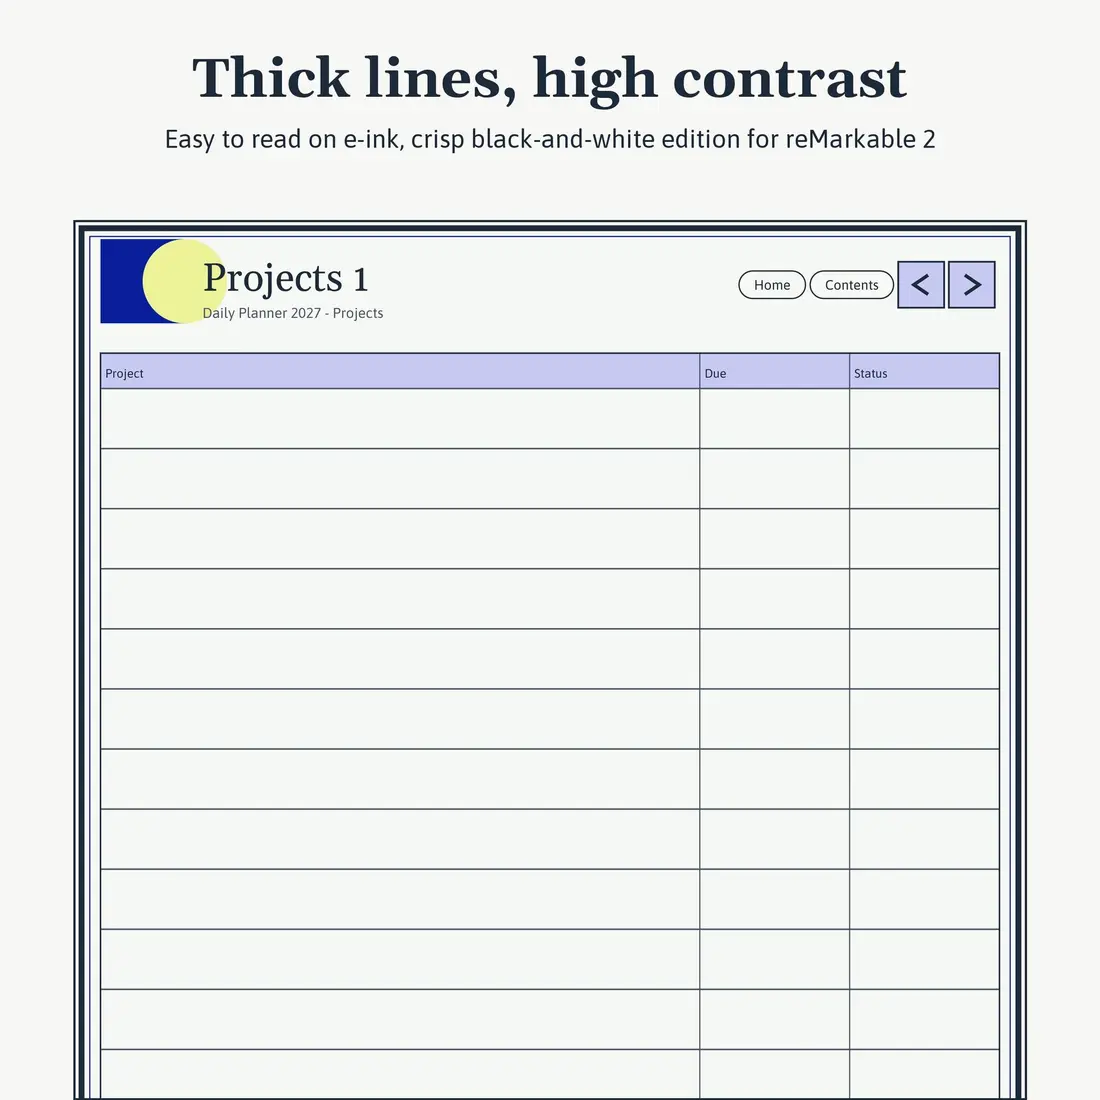 Thick lines, high contrast
Easy to read on e-ink, crisp black-and-white edition for reMarkable 2
Projects 1
Daily Planner 2027 - Projects
Home
Contents
<
>
Project
Due
Status